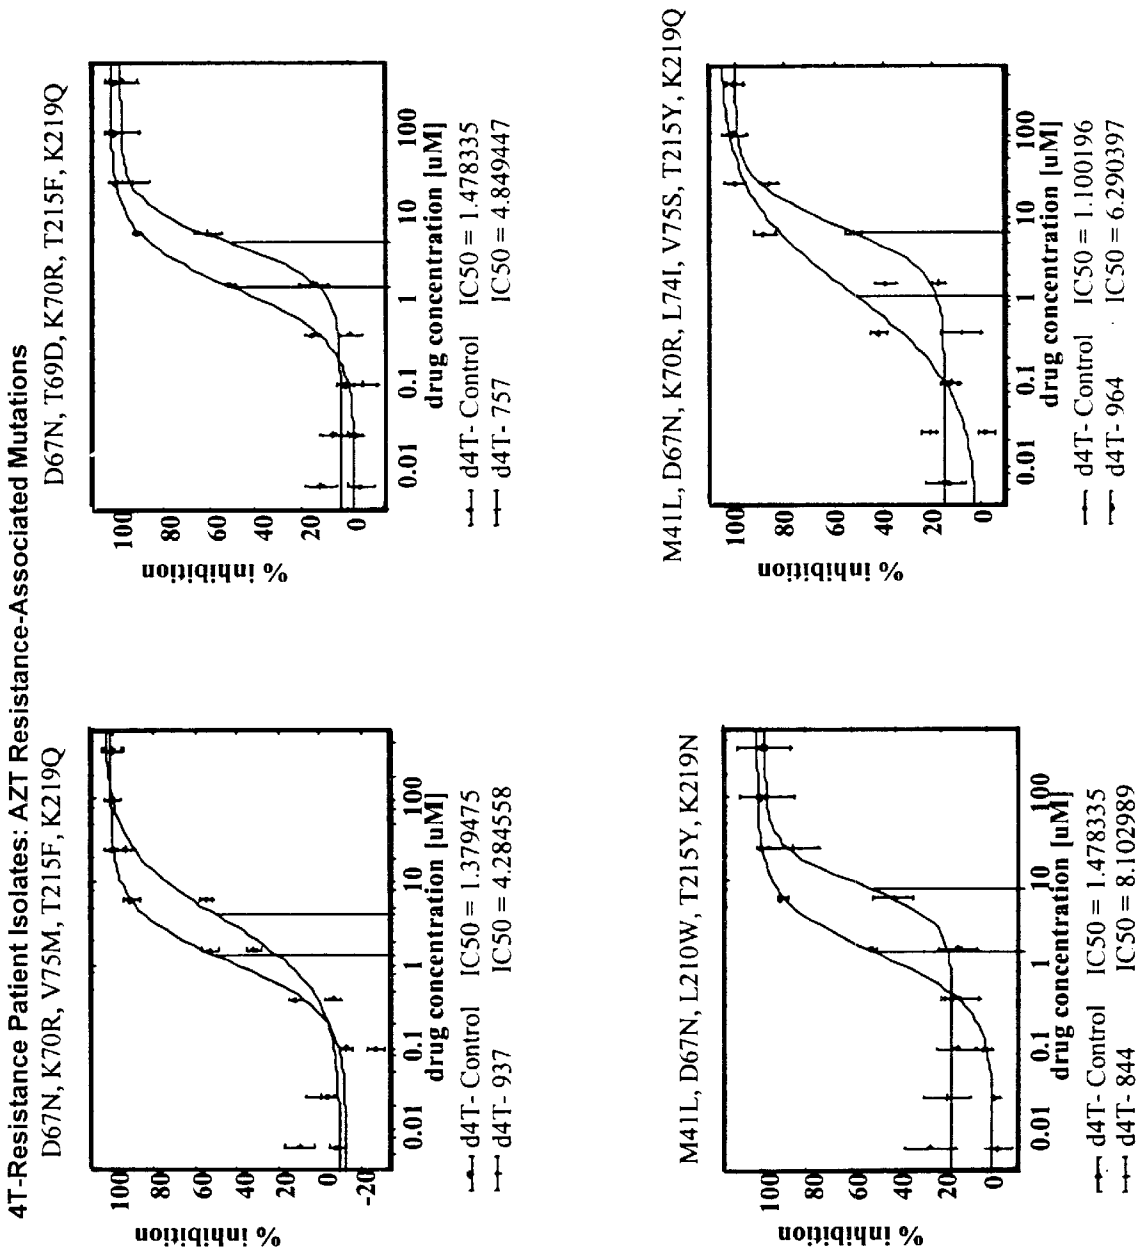 4T-Resistance Patient Isolates: AZT Resistance-Associated Mutations
D67N, K70R, V75M, T215F, K219Q
% inhibition
100
80
60
40
20
0
-20
0.01
0.1
1
10
100
drug concentration [uM]
d4T- Control IC50 = 1.379475
d4T- 937 IC50 = 4.284558
D67N, T69D, K70R, T215F, K219Q
% inhibition
100
80
60
40
20
0
0.01
0.1
1
10
100
drug concentration [uM]
d4T- Control IC50 = 1.478335
d4T- 757 IC50 = 4.849447
M41L, D67N, L210W, T215Y, K219N
% inhibition
100
80
60
40
20
0
0.01
0.1
1
10
100
drug concentration [uM]
d4T- Control IC50 = 1.478335
d4T- 844 IC50 = 8.102989
M41L, D67N, K70R, L74I, V75S, T215Y, K219Q
% inhibition
100
80
60
40
20
0
0.01
0.1
1
10
100
drug concentration [uM]
d4T- Control IC50 = 1.100196
d4T- 964 IC50 = 6.290397